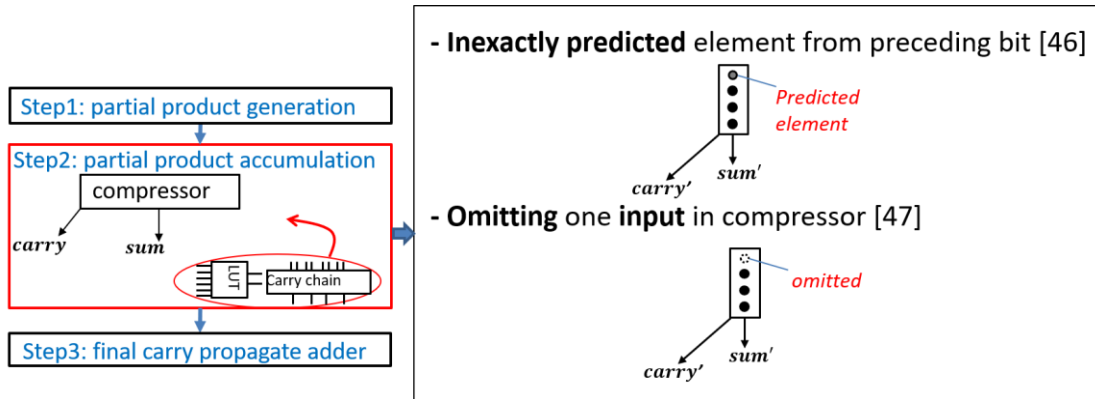 Step1: partial product generation
Step2: partial product accumulation
compressor
carry
sum
LUT
Carry chain
Step3: final carry propagate adder
- Inexactly predicted element from preceding bit [46]
Predicted
element
carry'
sum'
- Omitting one input in compressor [47]
omitted
carry'
sum'